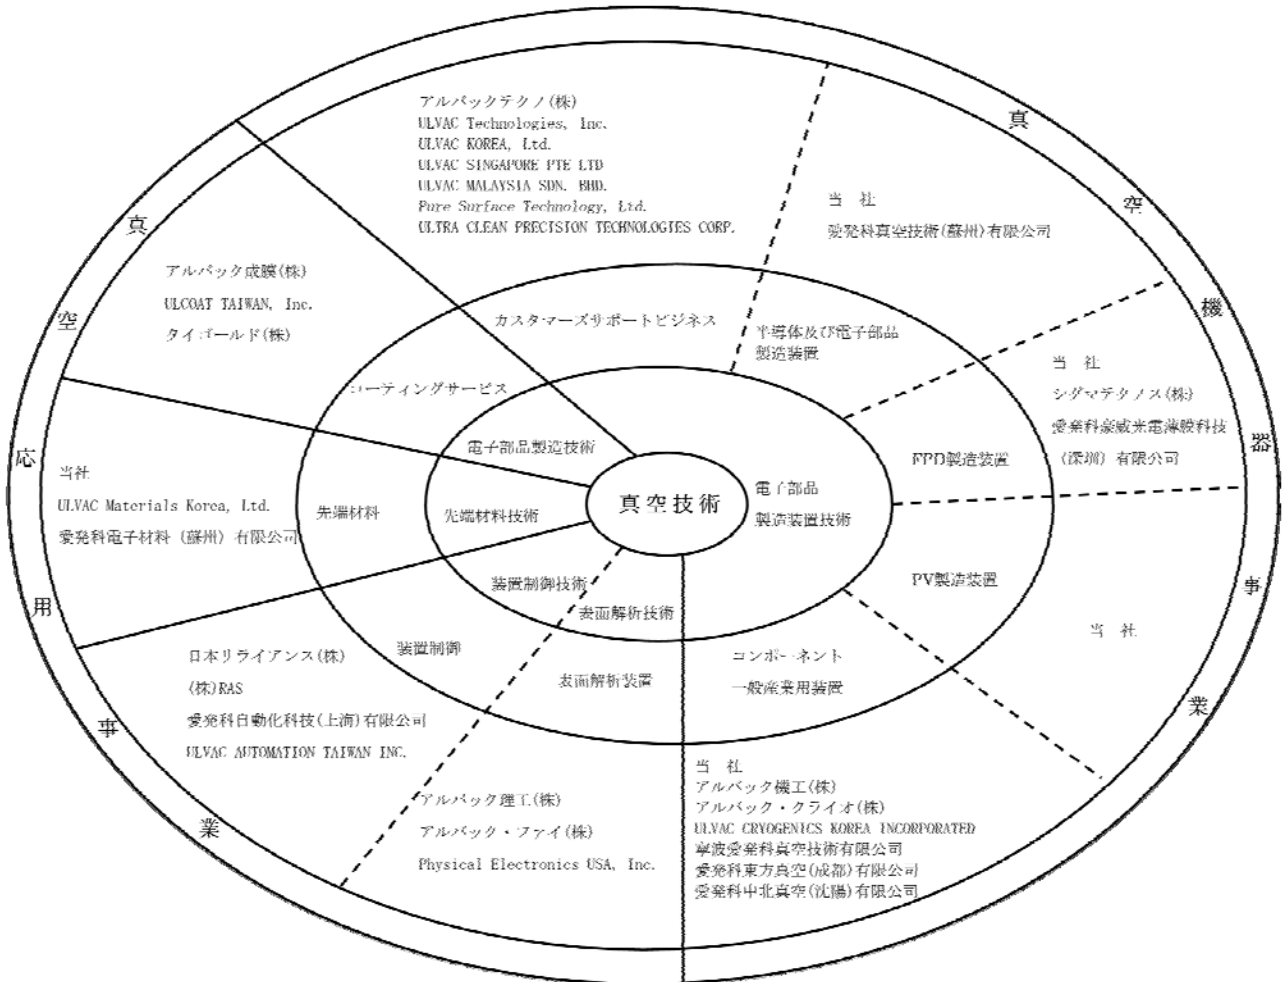 真空機器事業
真空応用事業
アルバックテクノ(株)
ULVAC Technologies, Inc.
ULVAC KOREA, Ltd.
ULVAC SINGAPORE PTE LTD
ULVAC MALAYSIA SDN. BHD.
Pure Surface Technology, Ltd.
ULTRA CLEAN PRECISION TECHNOLOGIES CORP.
当 社
愛発科真空技術(蘇州)有限公司
アルバック成膜(株)
ULCOAT TAIWAN, Inc.
タイゴールド(株)
カスタマーズサポートビジネス
半導体及び電子部品
製造装置
当 社
シグマテクノス(株)
愛発科豪威光電薄膜科技
(深圳) 有限公司
コーティングサービス
電子部品製造技術
FPD製造装置
当社
ULVAC Materials Korea, Ltd.
愛発科電子材料 (蘇州) 有限公司
先端材料
先端材料技術
真空技術
電子部品
製造装置技術
装置制御技術
表面解析技術
PV製造装置
当 社
日本リライアンス(株)
(株)RAS
愛発科自動化科技(上海)有限公司
ULVAC AUTOMATION TAIWAN INC.
装置制御
表面解析装置
コンポーネント
一般産業用装置
アルバック理工(株)
アルバック・ファイ(株)
Physical Electronics USA, Inc.
当 社
アルバック機工(株)
アルバック・クライオ(株)
ULVAC CRYOGENICS KOREA INCORPORATED
寧波愛発科真空技術有限公司
愛発科東方真空(成都)有限公司
愛発科中北真空(沈陽)有限公司